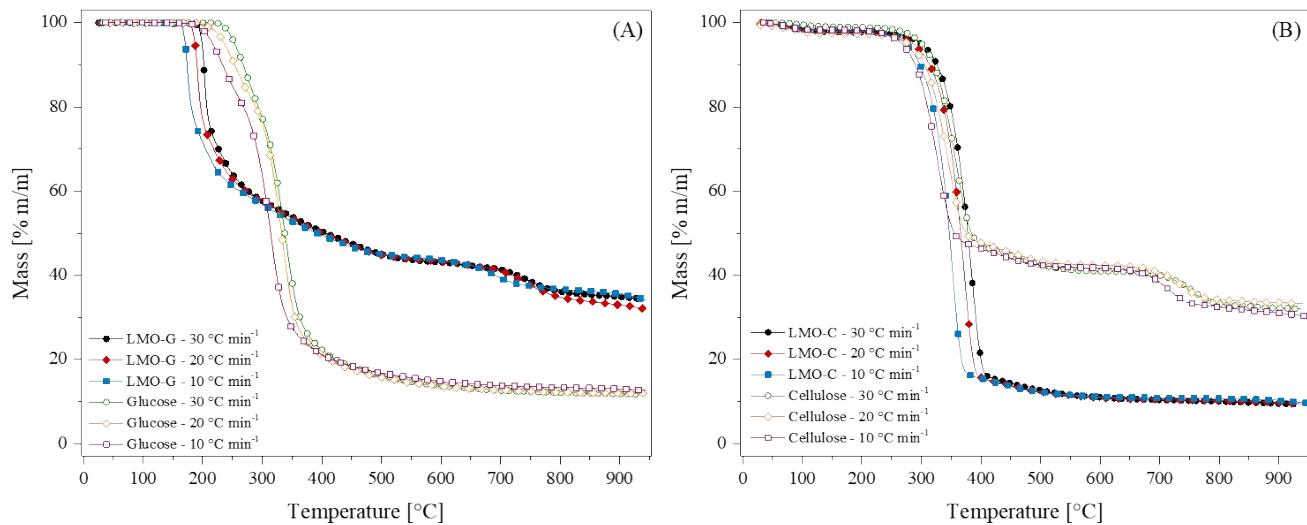 (A)
100
80
60
40
20
0
Mass [% m/m]
LMO-G - 30 °C min⁻¹
LMO-G - 20 °C min⁻¹
LMO-G - 10 °C min⁻¹
Glucose - 30 °C min⁻¹
Glucose - 20 °C min⁻¹
Glucose - 10 °C min⁻¹
0 100 200 300 400 500 600 700 800 900
Temperature [°C]
(B)
100
80
60
40
20
0
Mass [% m/m]
LMO-C - 30 °C min⁻¹
LMO-C - 20 °C min⁻¹
LMO-C - 10 °C min⁻¹
Cellulose - 30 °C min⁻¹
Cellulose - 20 °C min⁻¹
Cellulose - 10 °C min⁻¹
0 100 200 300 400 500 600 700 800 900
Temperature [°C]